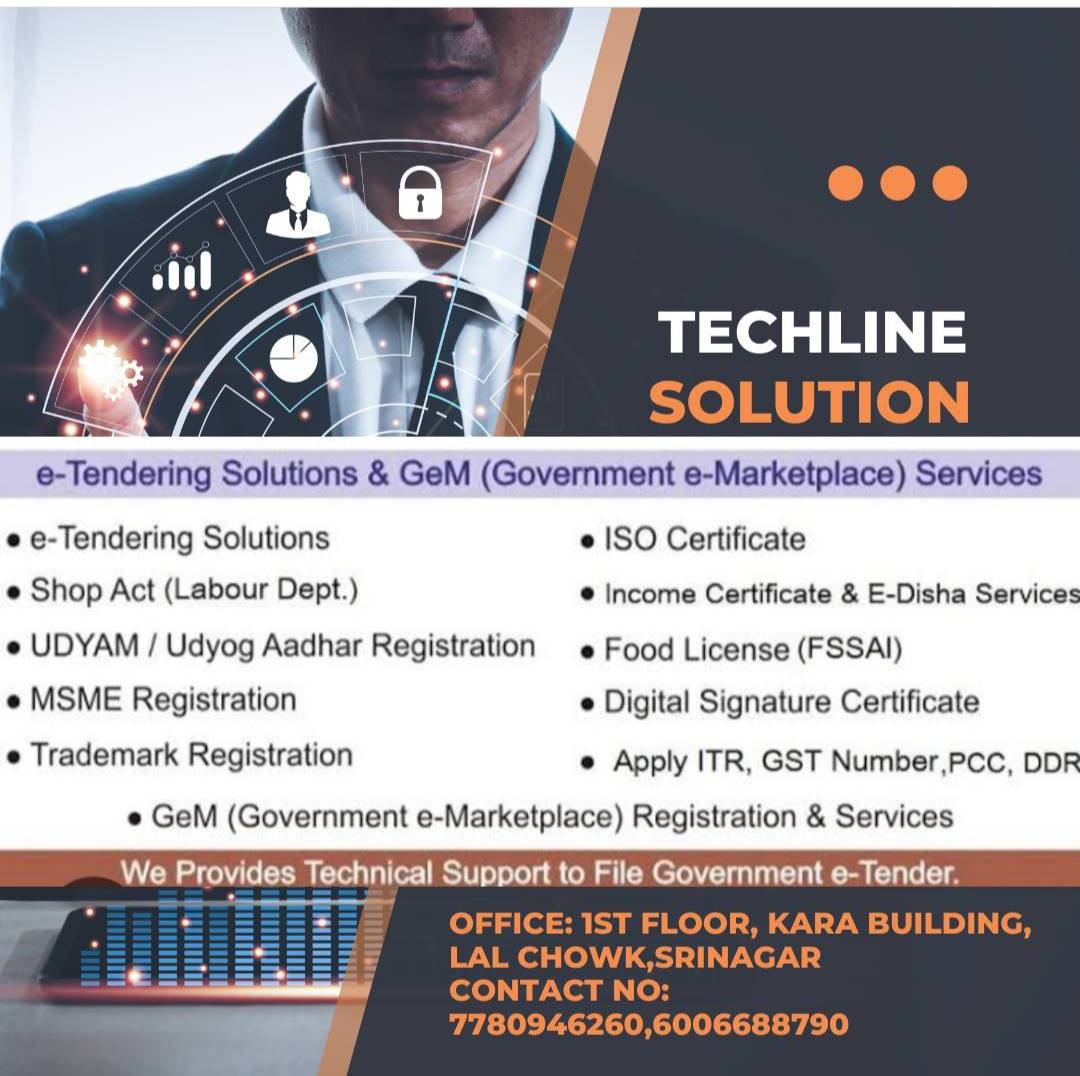 TECHLINE
SOLUTION
e-Tendering Solutions & GeM (Government e-Marketplace) Services
• e-Tendering Solutions
• Shop Act (Labour Dept.)
• UDYAM / Udyog Aadhar Registration
• MSME Registration
• Trademark Registration
• ISO Certificate
• Income Certificate & E-Disha Services
• Food License (FSSAI)
• Digital Signature Certificate
• Apply ITR, GST Number,PCC, DDR
• GeM (Government e-Marketplace) Registration & Services
We Provides Technical Support to File Government e-Tender.
OFFICE: 1ST FLOOR, KARA BUILDING,
LAL CHOWK,SRINAGAR
CONTACT NO:
7780946260,6006688790